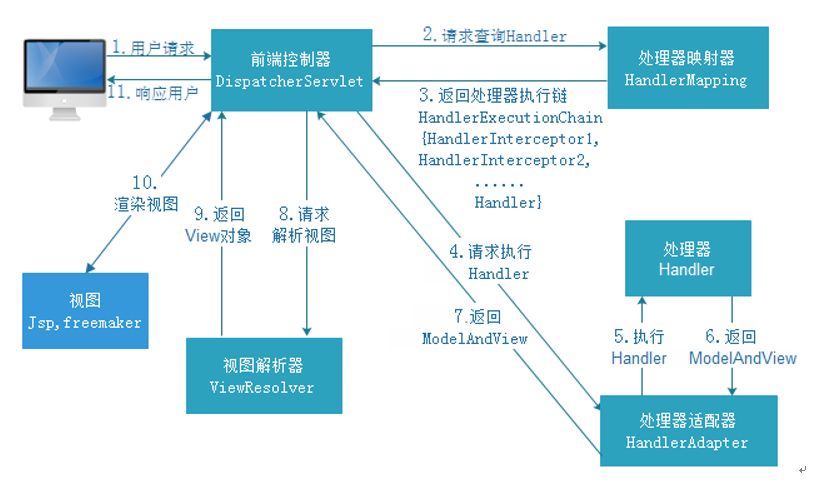 1.用户请求
11.响应用户
前端控制器
DispatcherServlet
2.请求查询Handler
处理器映射器
HandlerMapping
3.返回处理器执行链
HandlerExecutionChain
{HandlerInterceptor1,
HandlerInterceptor2,
......
Handler}
10.
渲染视图
9.返回
View对象
8.请求
解析视图
4.请求执行
Handler
处理器
Handler
视图
Jsp,freemaker
7.返回
ModelAndView
5.执行
Handler
6.返回
ModelAndView
视图解析器
ViewResolver
处理器适配器
HandlerAdapter